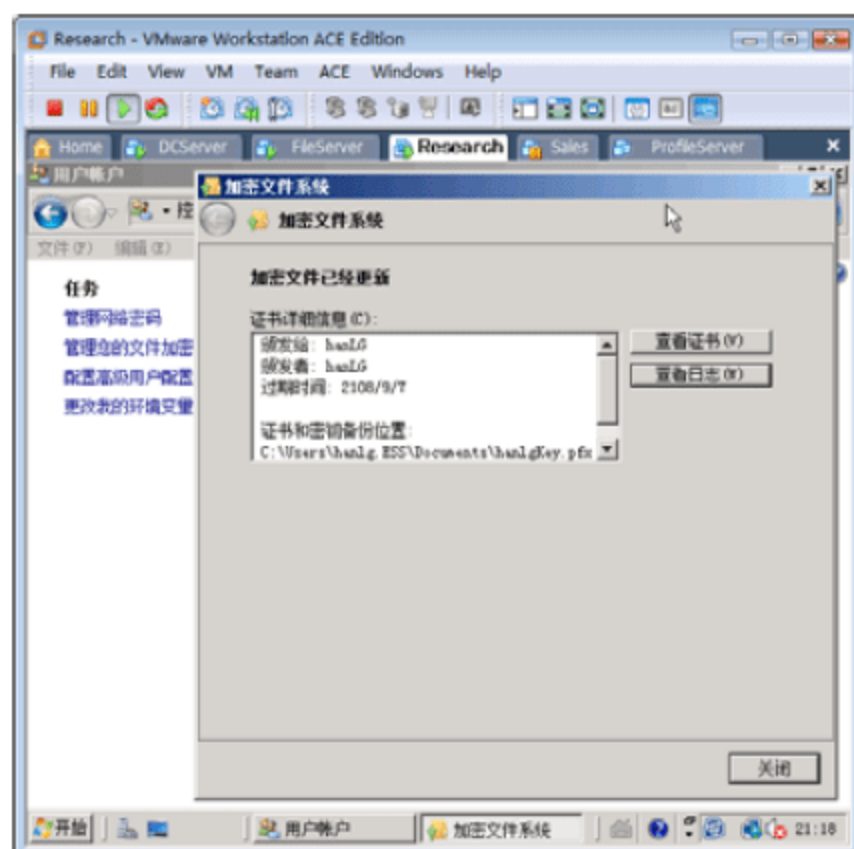 Research - VMware Workstation ACE Edition
File Edit View VM Team ACE Windows Help
Home DCServer FileServer Research Sales ProfileServer
用户帐户
加密文件系统
控
加密文件系统
文件(F) 编辑(E)
任务
管理网络密码
管理您的文件加密
配置高级用户配置
更改我的环境变量
加密文件已经更新
证书详细信息(C):
颁发给: hanLG
颁发者: hanLG
过期时间: 2108/9/7
证书和密钥备份位置:
C:\Users\hanlg.ESS\Documents\hanlgKey.pfx
查看证书(V)
查看日志(W)
关闭
开始 用户帐户 加密文件系统 21:18